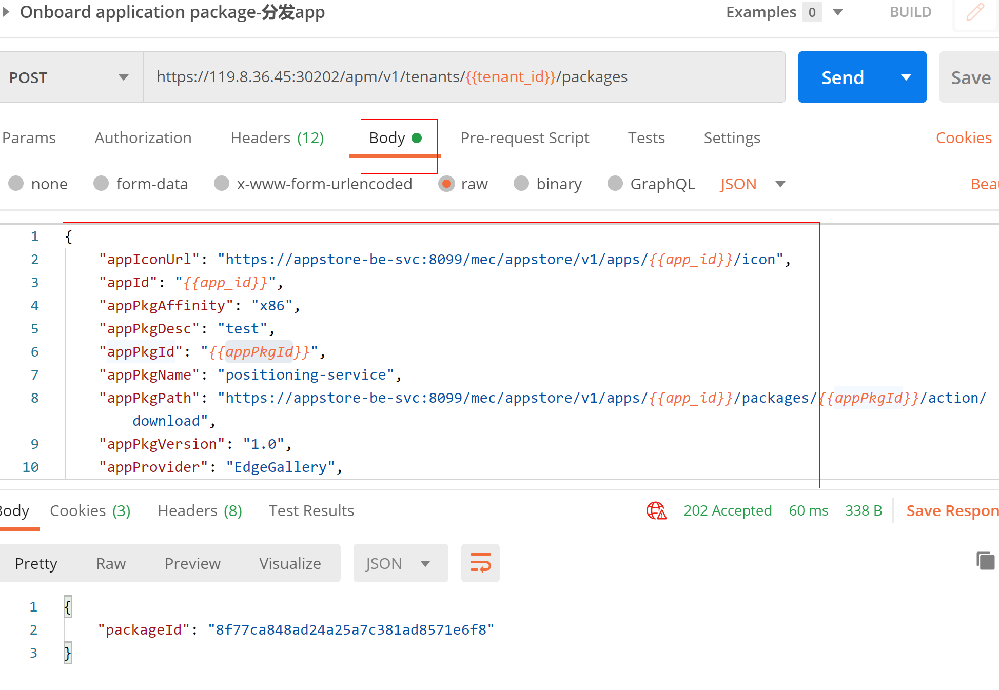 Onboard application package-分发app Examples 0 BUILD
POST https://119.8.36.45:30202/apm/v1/tenants/{{tenant_id}}/packages Send Save
Params Authorization Headers (12) Body Pre-request Script Tests Settings Cookies
none form-data x-www-form-urlencoded raw binary GraphQL JSON Beau
1 {
2 "appIconUrl": "https://appstore-be-svc:8099/mec/appstore/v1/apps/{{app_id}}/icon",
3 "appId": "{{app_id}}",
4 "appPkgAffinity": "x86",
5 "appPkgDesc": "test",
6 "appPkgId": "{{appPkgId}}",
7 "appPkgName": "positioning-service",
8 "appPkgPath": "https://appstore-be-svc:8099/mec/appstore/v1/apps/{{app_id}}/packages/{{appPkgId}}/action/
download",
9 "appPkgVersion": "1.0",
10 "appProvider": "EdgeGallery",
Body Cookies (3) Headers (8) Test Results 202 Accepted 60 ms 338 B Save Respon
Pretty Raw Preview Visualize JSON
1 {
2 "packageId": "8f77ca848ad24a25a7c381ad8571e6f8"
3 }